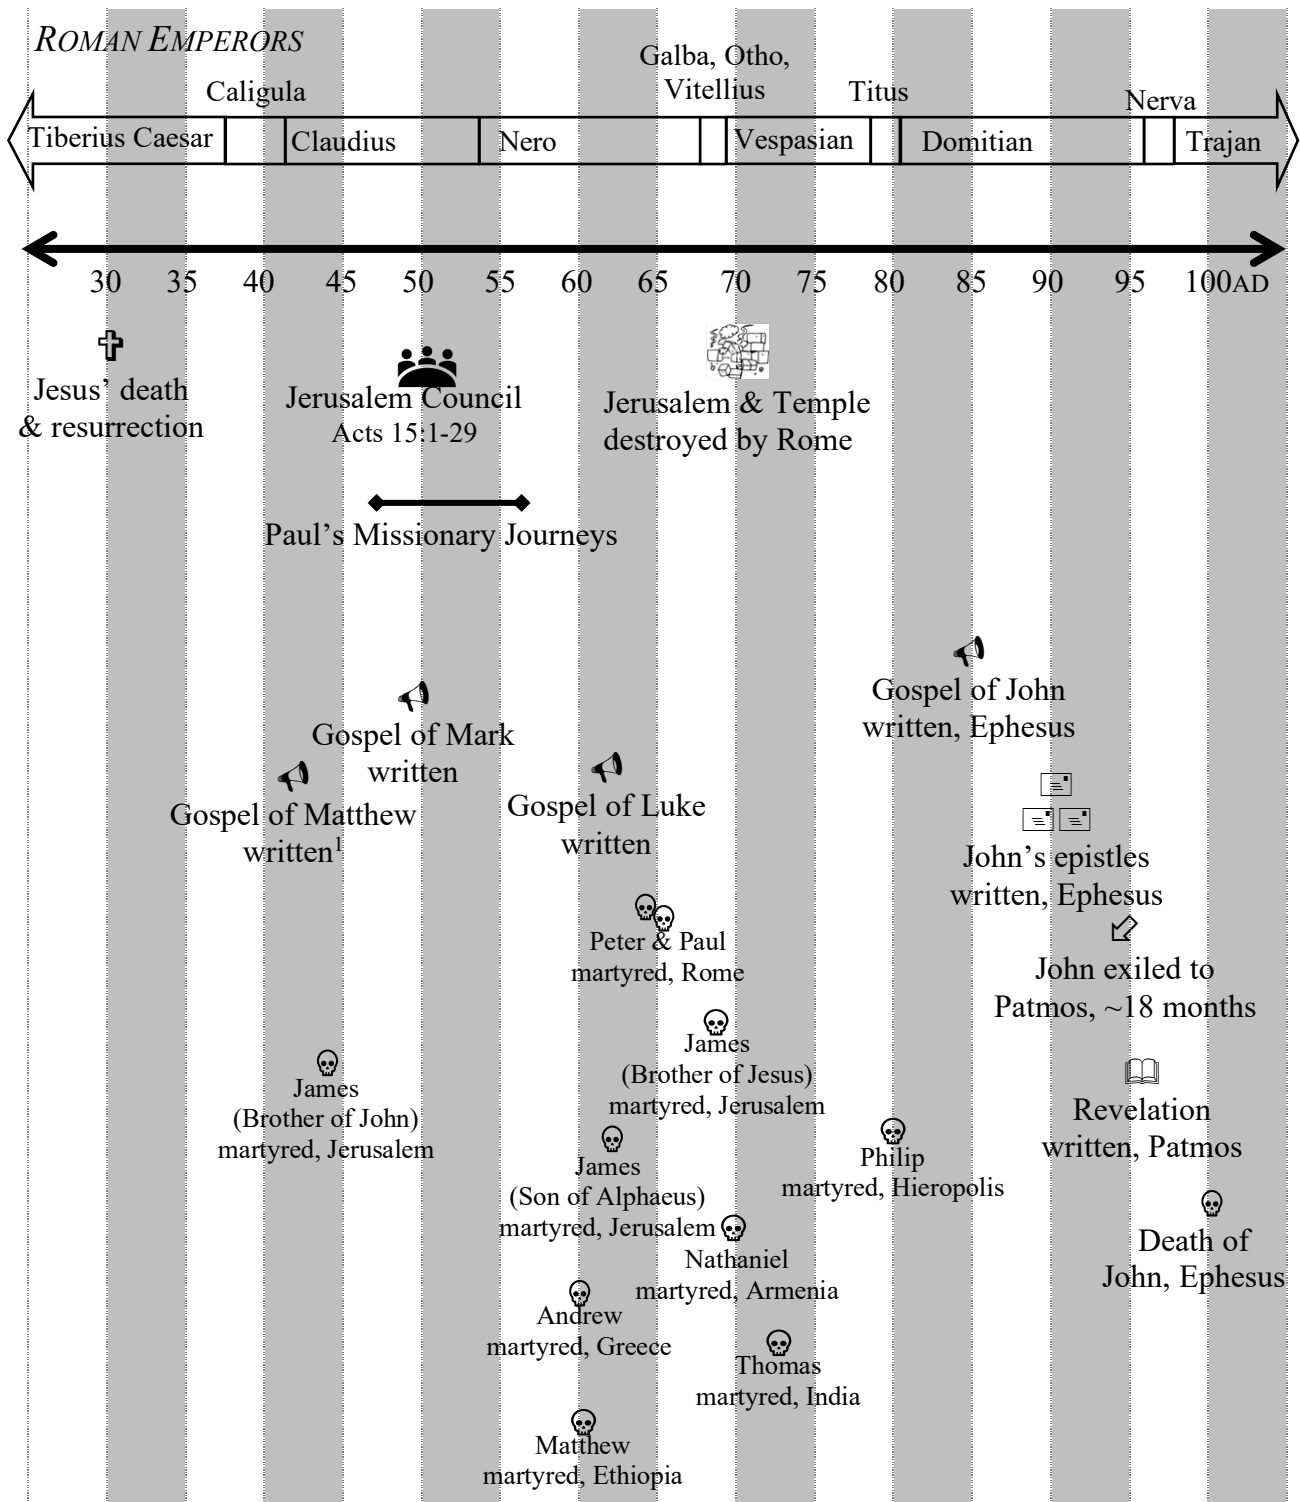 ROMAN EMPERORS
Galba, Otho,
Vitellius
Caligula
Titus
Nerva
Tiberius Caesar
Claudius
Nero
Vespasian
Domitian
Trajan
30 35 40 45 50 55 60 65 70 75 80 85 90 95 100AD
Jesus’ death
& resurrection
Jerusalem Council
Acts 15:1-29
Jerusalem & Temple
destroyed by Rome
Paul’s Missionary Journeys
Gospel of John
written, Ephesus
Gospel of Mark
written
Gospel of Matthew
written1
Gospel of Luke
written
John’s epistles
written, Ephesus
Peter & Paul
martyred, Rome
John exiled to
Patmos, ~18 months
James
(Brother of Jesus)
martyred, Jerusalem
James
(Brother of John)
martyred, Jerusalem
Revelation
written, Patmos
Philip
martyred, Hieropolis
James
(Son of Alphaeus)
martyred, Jerusalem
Nathaniel
martyred, Armenia
Death of
John, Ephesus
Andrew
martyred, Greece
Thomas
martyred, India
Matthew
martyred, Ethiopia